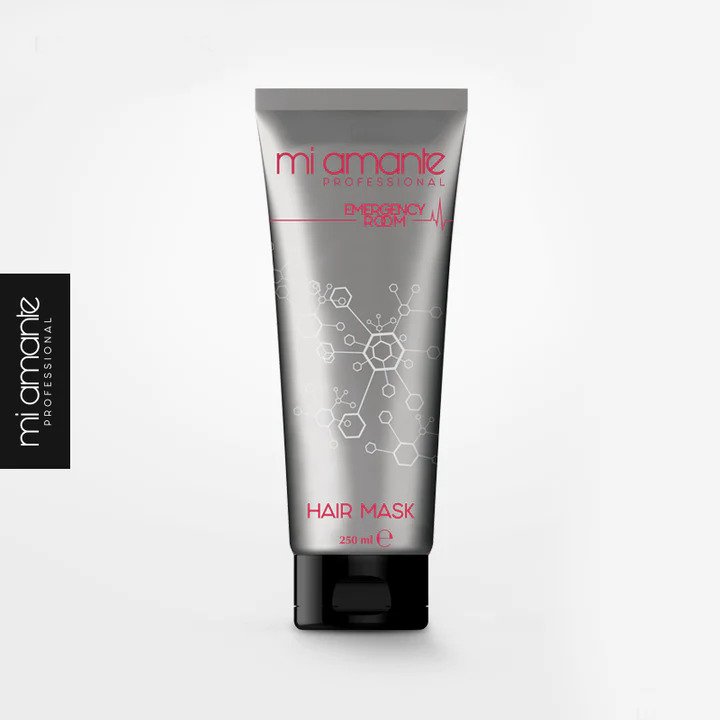 mi amante
PROFESSIONAL
EMERGENCY
ROOM
HAIR MASK
250 ml e
mi amante
PROFESSIONAL